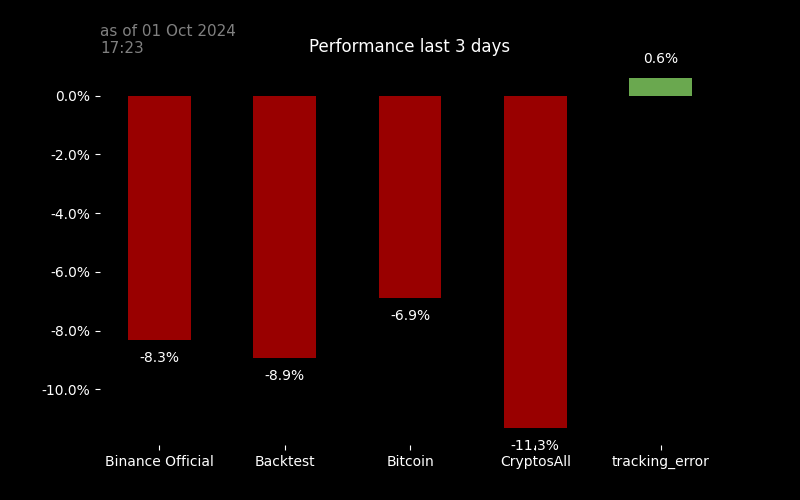 as of 01 Oct 2024
17:23
Performance last 3 days
0.6%
0.0%
-2.0%
-4.0%
-6.0%
-8.0%
-10.0%
-8.3%
-8.9%
-6.9%
-11.3%
Binance Official
Backtest
Bitcoin
CryptosAll
tracking_error